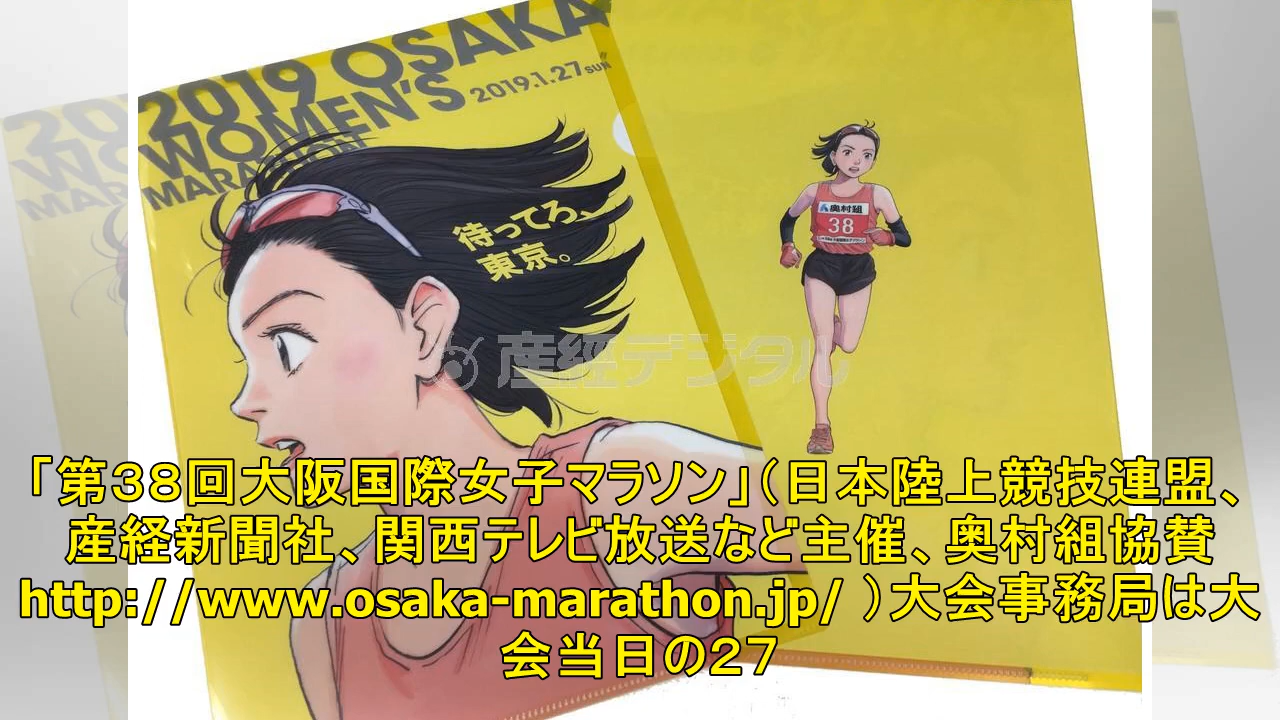 2019 OSAKA
WOMEN'S
MARATHON
2019.1.27 SUN
待ってろ、
東京。
奥村組
38
産経デジタル
「第38回大阪国際女子マラソン」（日本陸上競技連盟、
産経新聞社、関西テレビ放送など主催、奥村組協賛
http://www.osaka-marathon.jp/ ）大会事務局は大
会当日の27